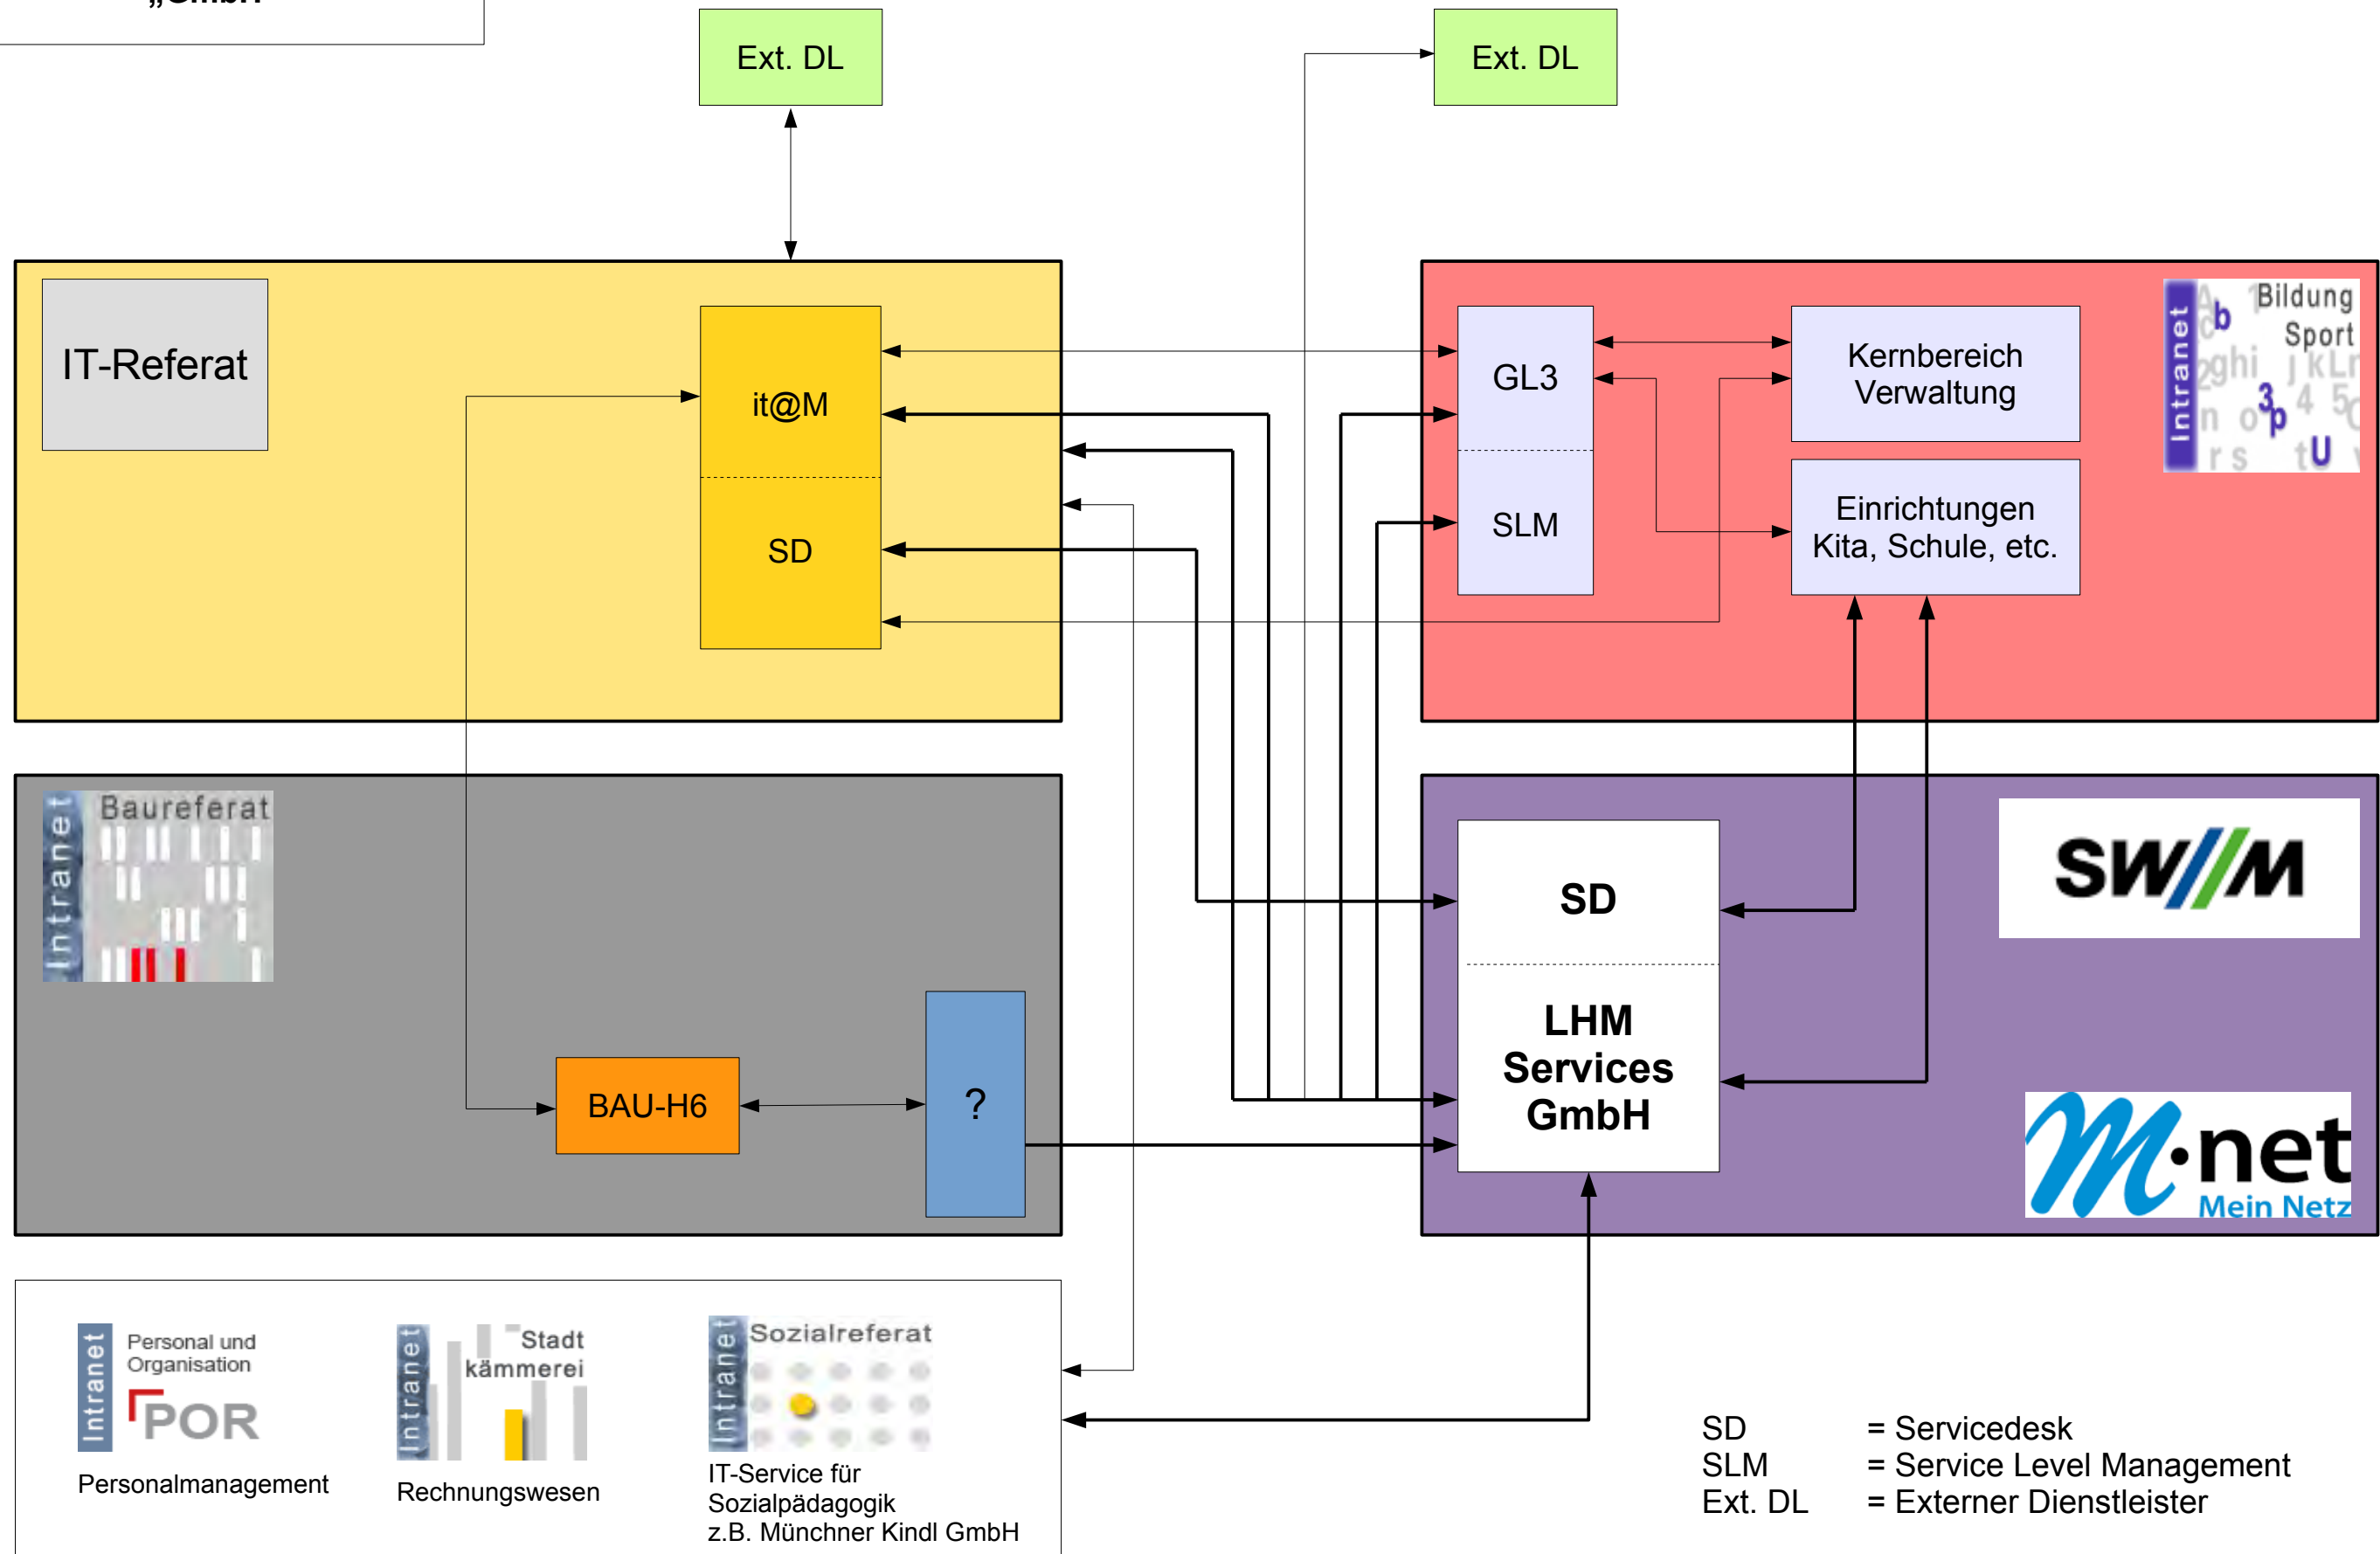 „GmbH“
Ext. DL
Ext. DL
IT-Referat
it@M
SD
GL3
SLM
Kernbereich
Verwaltung
Einrichtungen
Kita, Schule, etc.
Intranet
Bildung
Sport
Intranet
Baureferat
BAU-H6
?
SD
LHM
Services
GmbH
SW//M
M·net
Mein Netz
Intranet
Personal und
Organisation
POR
Personalmanagement
Intranet
Stadt
kämmerei
Rechnungswesen
Intranet
Sozialreferat
IT-Service für
Sozialpädagogik
z.B. Münchner Kindl GmbH
SD = Servicedesk
SLM = Service Level Management
Ext. DL = Externer Dienstleister